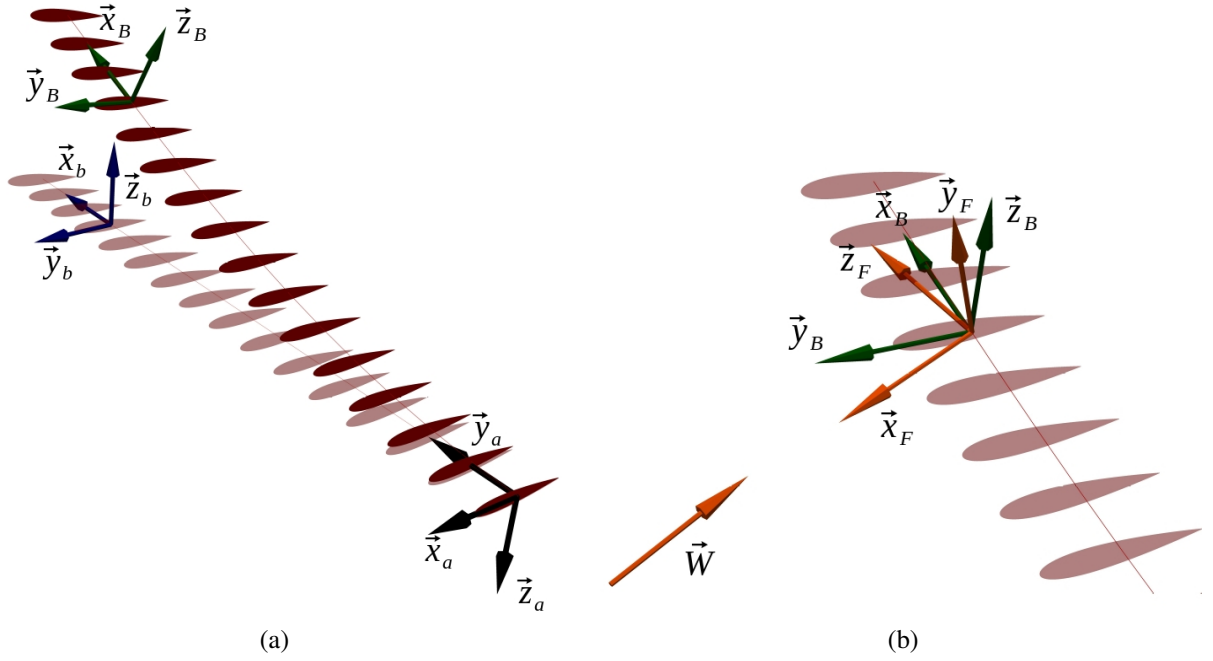 x⃗_B
z⃗_B
y⃗_B
x⃗_b
z⃗_b
y⃗_b
y⃗_a
x⃗_a
z⃗_a
W⃗
x⃗_B
y⃗_F
z⃗_B
z⃗_F
y⃗_B
x⃗_F
(a)
(b)